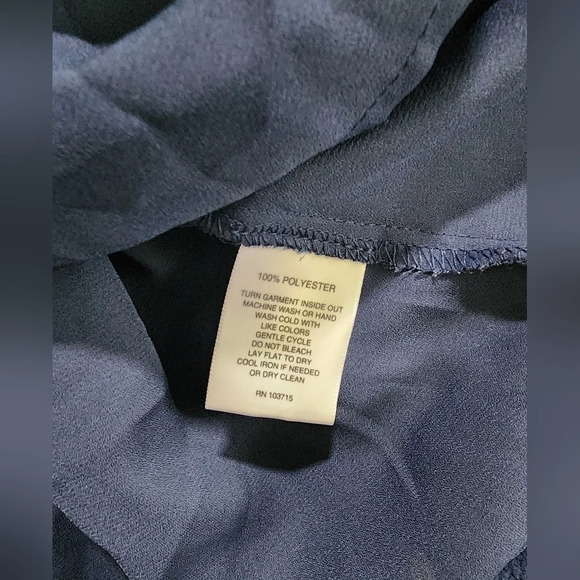 100% POLYESTER
TURN GARMENT INSIDE OUT
MACHINE WASH OR HAND
WASH COLD WITH
LIKE COLORS
GENTLE CYCLE
DO NOT BLEACH
LAY FLAT TO DRY
COOL IRON IF NEEDED
OR DRY CLEAN
RN 103715